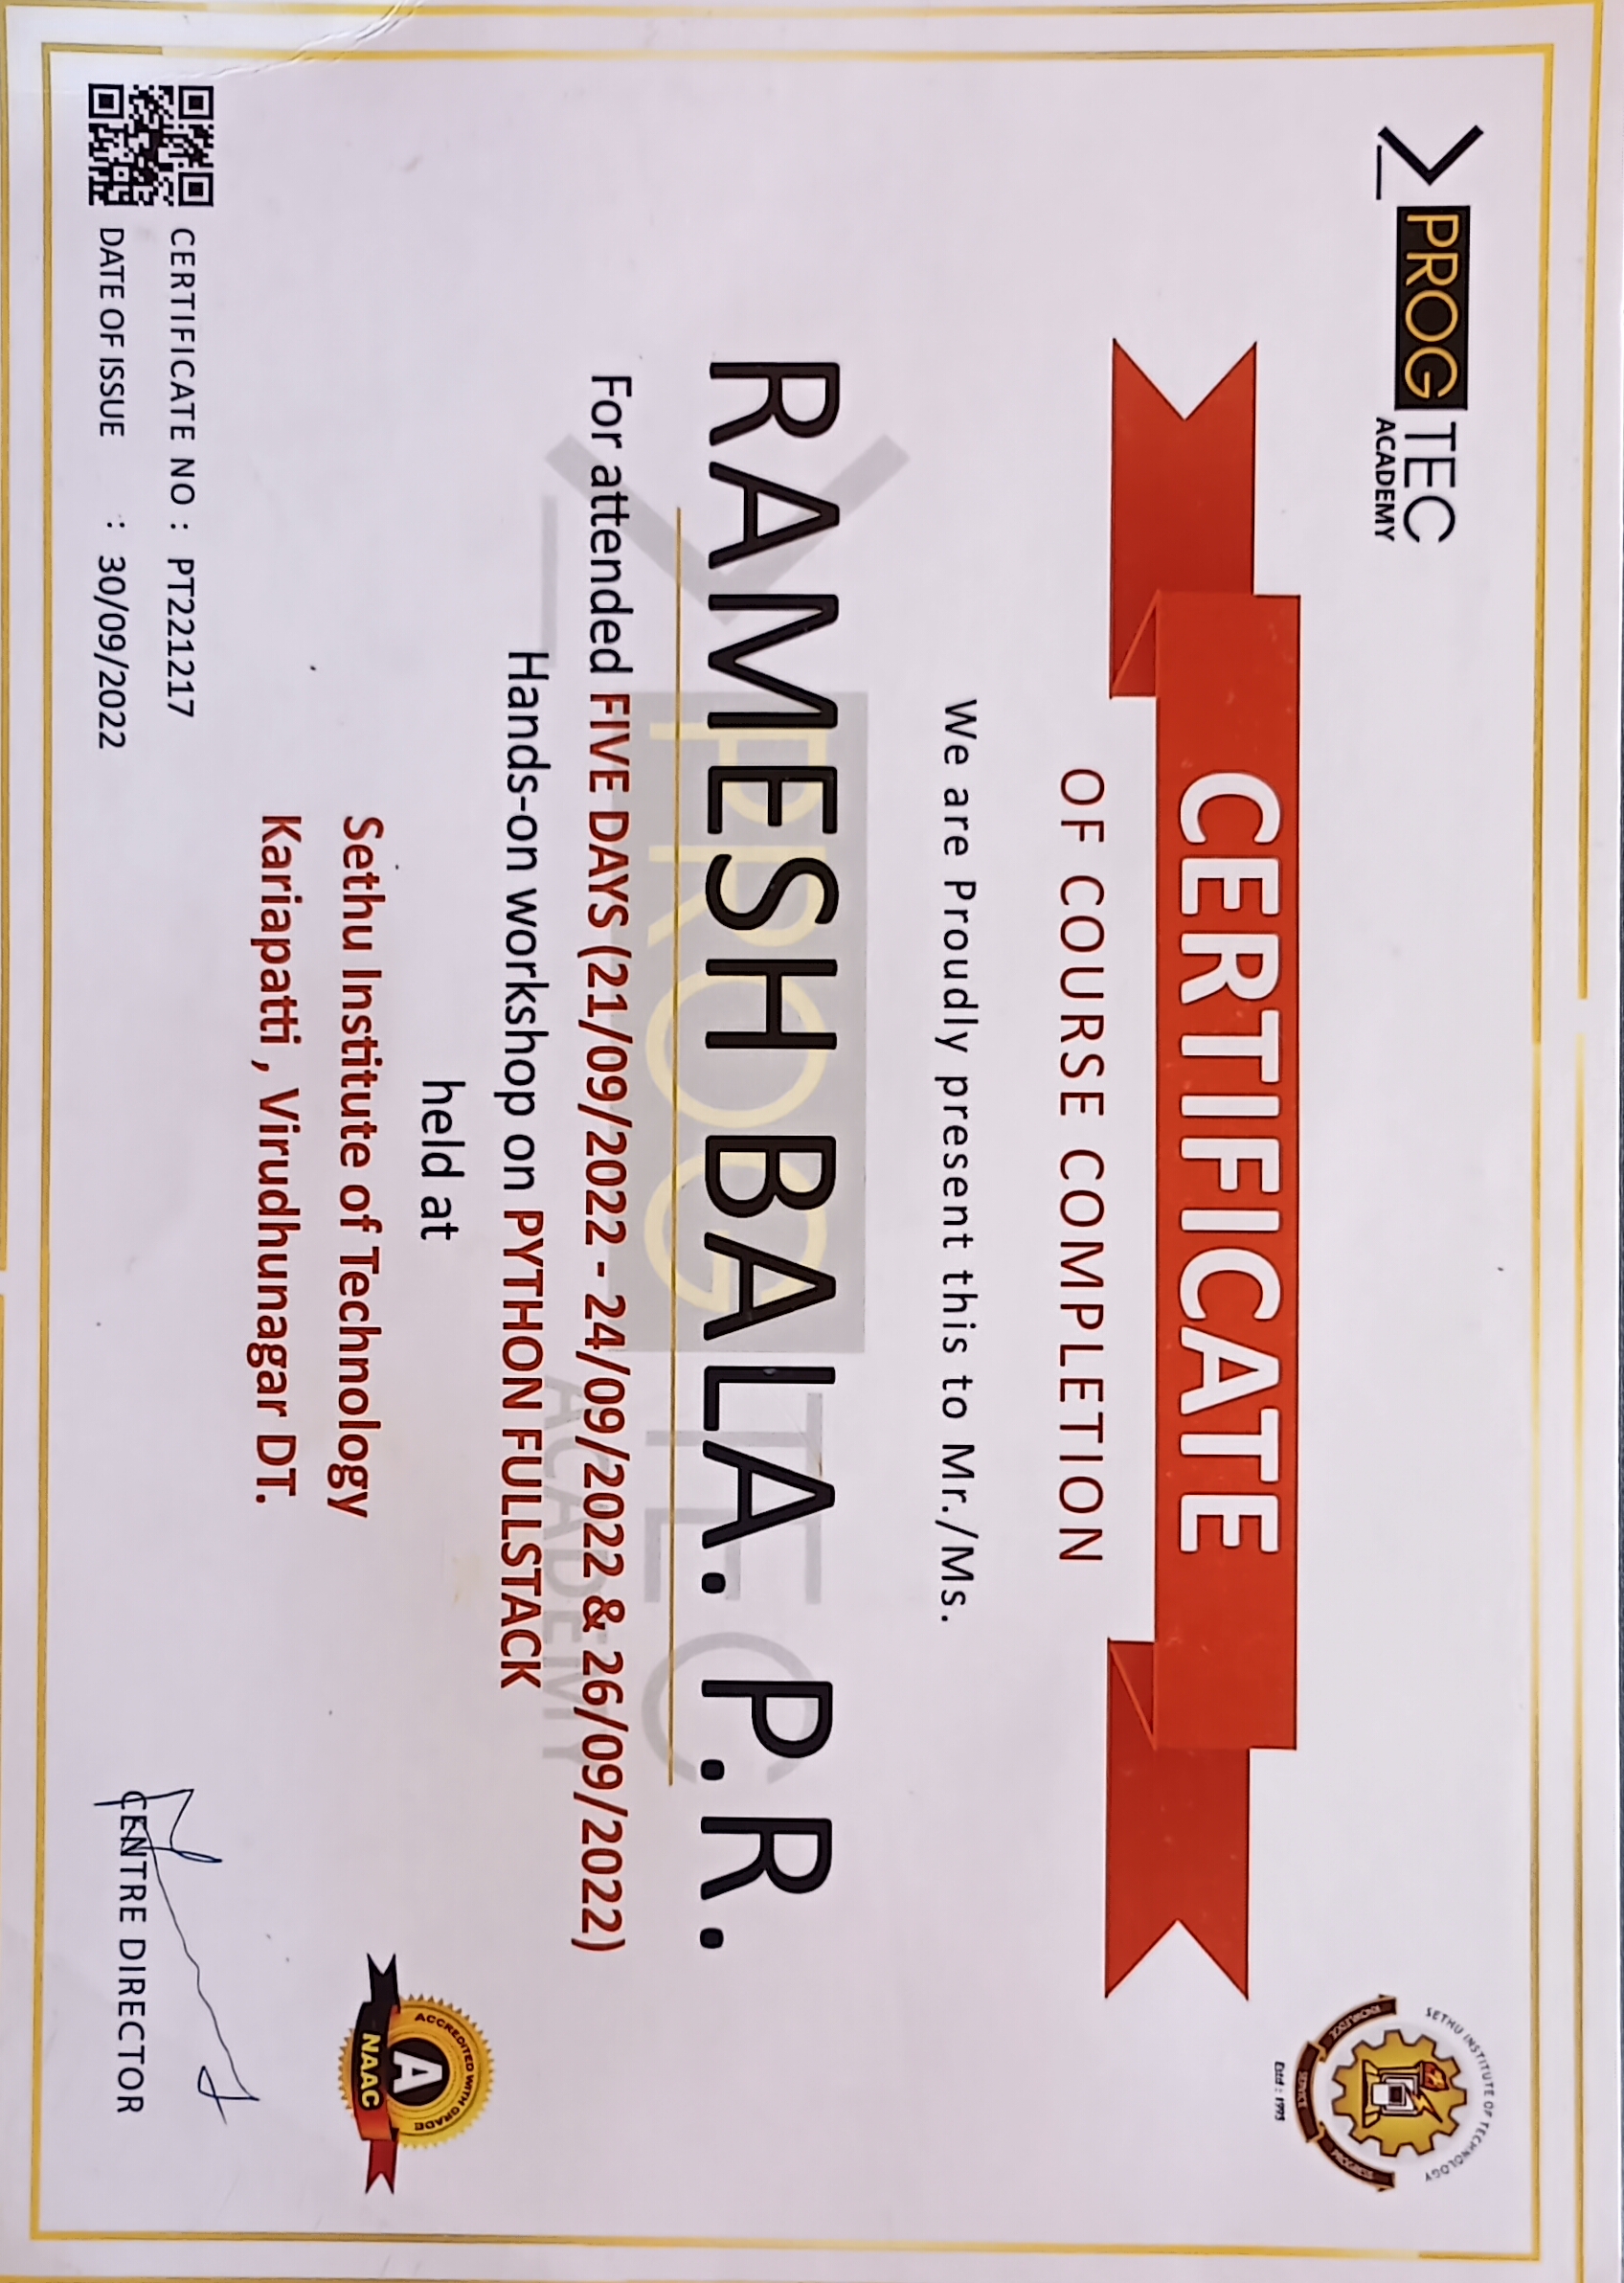 PROG TEC
ACADEMY
SETHU INSTITUTE OF TECHNOLOGY
KNOWLEDGE SERVICE PROGRESS
Estd : 1995
CERTIFICATE
OF COURSE COMPLETION
We are Proudly present this to Mr./Ms.
RAMESH BALA. P.R.
PROG TEC
ACADEMY
For attended FIVE DAYS (21/09/2022 - 24/09/2022 & 26/09/2022)
Hands-on workshop on PYTHON FULLSTACK
held at
Sethu Institute of Technology
Kariapatti , Virudhunagar DT.
ACCREDITED WITH GRADE
A
NAAC
CERTIFICATE NO : PT221217
DATE OF ISSUE : 30/09/2022
CENTRE DIRECTOR